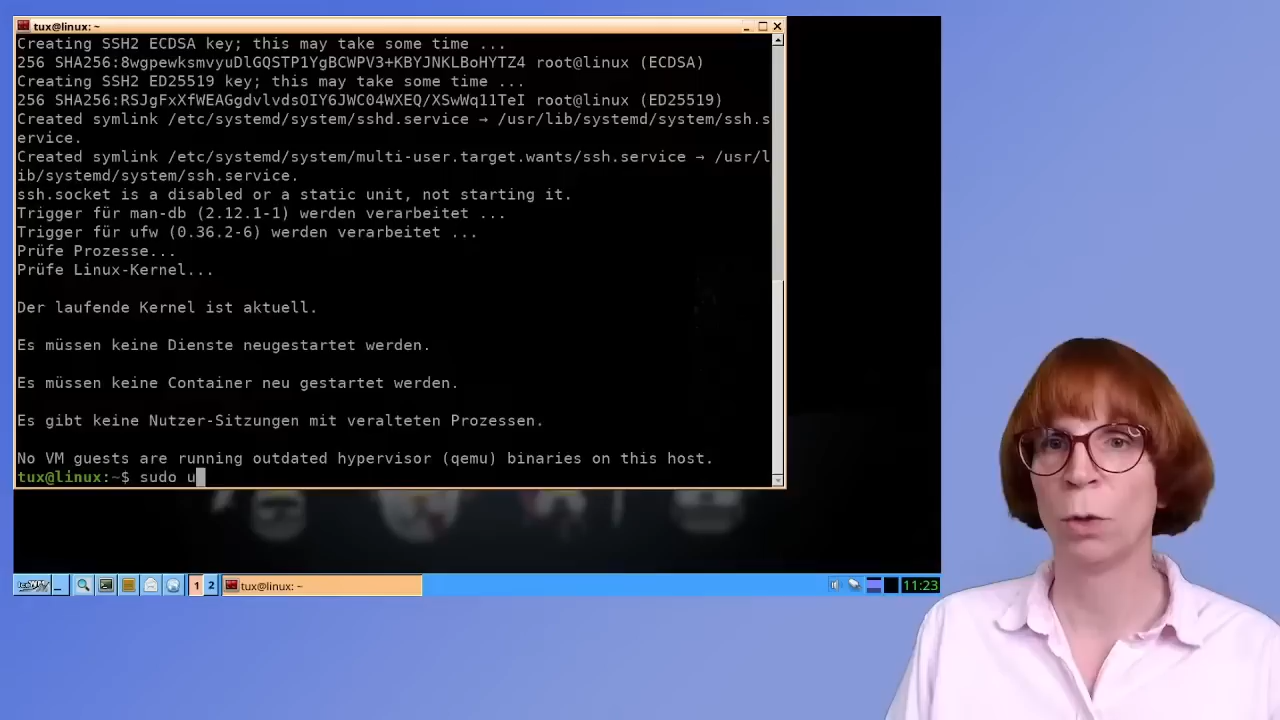 tux@linux: ~
Creating SSH2 ECDSA key; this may take some time ...
256 SHA256:8wgpewksmvyuDlGQSTP1YgBCWPV3+KBYJNKLBoHYTZ4 root@linux (ECDSA)
Creating SSH2 ED25519 key; this may take some time ...
256 SHA256:RSJgFxXfWEAGgdvlvdsOIY6JWC04WXEQ/XSwWq11TeI root@linux (ED25519)
Created symlink /etc/systemd/system/sshd.service → /usr/lib/systemd/system/ssh.s
ervice.
Created symlink /etc/systemd/system/multi-user.target.wants/ssh.service → /usr/l
ib/systemd/system/ssh.service.
ssh.socket is a disabled or a static unit, not starting it.
Trigger für man-db (2.12.1-1) werden verarbeitet ...
Trigger für ufw (0.36.2-6) werden verarbeitet ...
Prüfe Prozesse...
Prüfe Linux-Kernel...
Der laufende Kernel ist aktuell.
Es müssen keine Dienste neugestartet werden.
Es müssen keine Container neu gestartet werden.
Es gibt keine Nutzer-Sitzungen mit veralteten Prozessen.
No VM guests are running outdated hypervisor (qemu) binaries on this host.
tux@linux:~$ sudo u
1 2 tux@linux: ~ 11:23